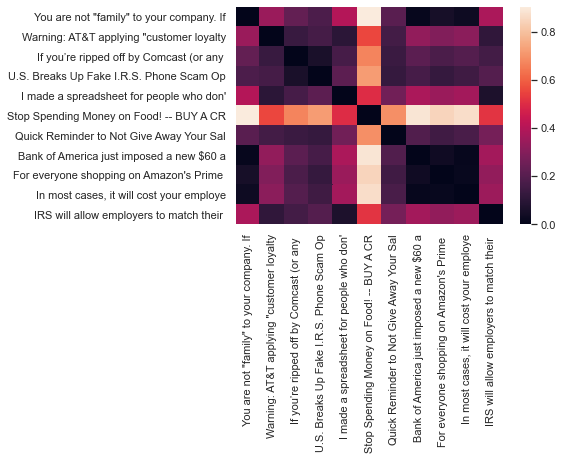 You are not "family" to your company. If
Warning: AT&T applying "customer loyalty
If you're ripped off by Comcast (or any
U.S. Breaks Up Fake I.R.S. Phone Scam Op
I made a spreadsheet for people who don'
Stop Spending Money on Food! -- BUY A CR
Quick Reminder to Not Give Away Your Sal
Bank of America just imposed a new $60 a
For everyone shopping on Amazon's Prime
In most cases, it will cost your employe
IRS will allow employers to match their
0.8
0.6
0.4
0.2
0.0
You are not "family" to your company. If
Warning: AT&T applying "customer loyalty
If you're ripped off by Comcast (or any
U.S. Breaks Up Fake I.R.S. Phone Scam Op
I made a spreadsheet for people who don'
Stop Spending Money on Food! -- BUY A CR
Quick Reminder to Not Give Away Your Sal
Bank of America just imposed a new $60 a
For everyone shopping on Amazon's Prime
In most cases, it will cost your employe
IRS will allow employers to match their